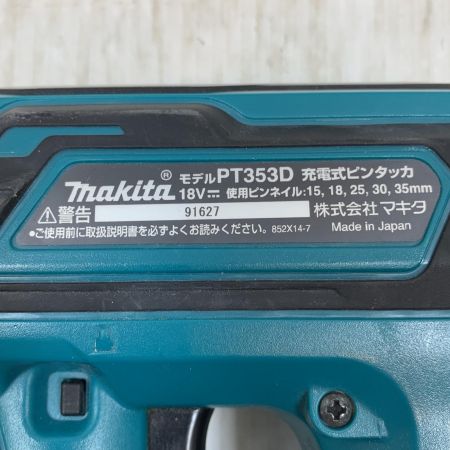 makita® モデルPT353D 充電式ピンタッカ
18V⎓ 使用ピンネイル:15, 18, 25, 30, 35mm
⚠警告 91627 株式会社 マキタ
●ご使用前に取扱説明書を必ずよくお読みください。 852X14-7 Made in Japan